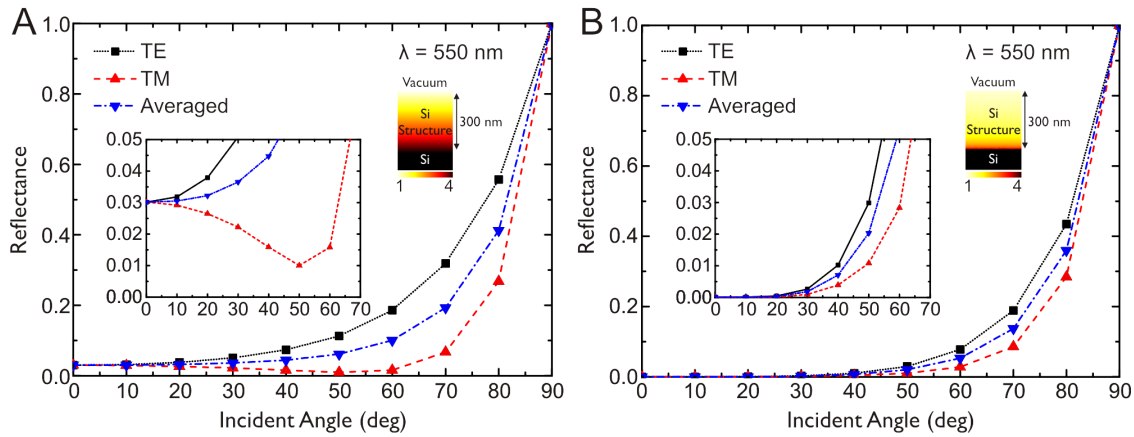 A
1.0
0.8
0.6
0.4
0.2
0.0
Reflectance
0 10 20 30 40 50 60 70 80 90
Incident Angle (deg)
TE
TM
Averaged
λ = 550 nm
Vacuum
Si
Structure
300 nm
Si
1 4
0.05
0.04
0.03
0.02
0.01
0.00
0 10 20 30 40 50 60 70
B
1.0
0.8
0.6
0.4
0.2
0.0
Reflectance
0 10 20 30 40 50 60 70 80 90
Incident Angle (deg)
TE
TM
Averaged
λ = 550 nm
Vacuum
Si
Structure
300 nm
Si
1 4
0.05
0.04
0.03
0.02
0.01
0.00
0 10 20 30 40 50 60 70